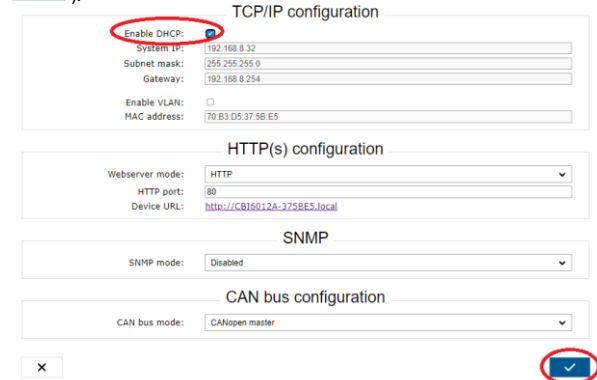 ).
TCP/IP configuration
Enable DHCP:
System IP: 192.168.8.32
Subnet mask: 255.255.255.0
Gateway: 192.168.8.254
Enable VLAN:
MAC address: 70:B3:D5:37:5B:E5
HTTP(s) configuration
Webserver mode: HTTP
HTTP port: 80
Device URL: http://CBI6012A-375BE5.local
SNMP
SNMP mode: Disabled
CAN bus configuration
CAN bus mode: CANopen master